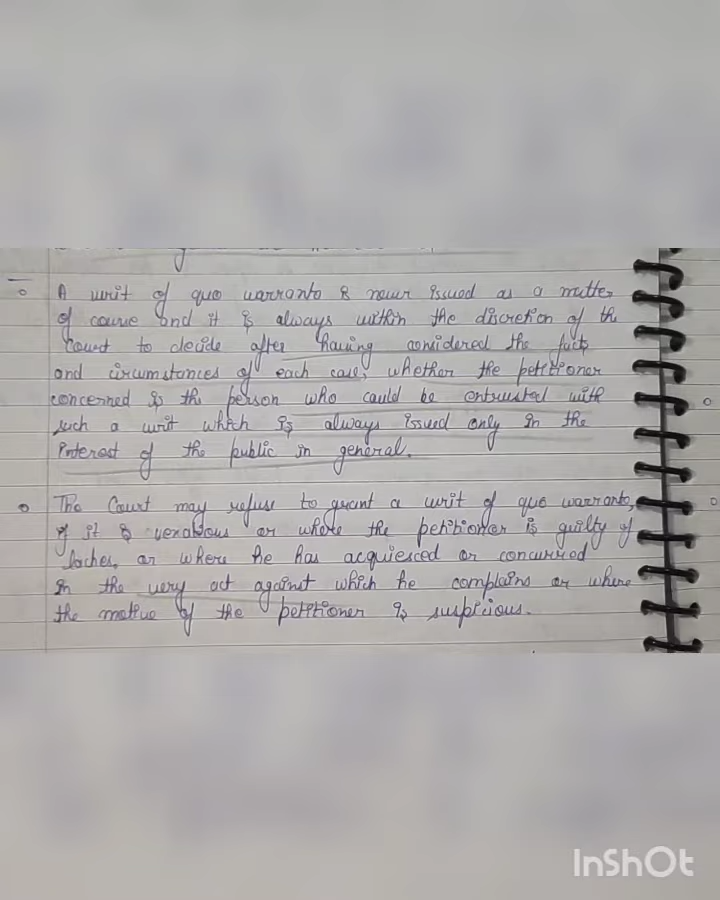 A writ of quo warranto is never issued as a matter
of course and it is always within the discretion of the
Court to decide after having considered the facts
and circumstances of each case, whether the petitioner
concerned is the person who could be entrusted with
such a writ which is always issued only in the
interest of the public in general.
The Court may refuse to grant a writ of quo warranto,
if it is vexatious or where the petitioner is guilty of
laches, or where he has acquiesced or concurred
in the very act against which he complains or where
the motive of the petitioner is suspicious.
InShOt